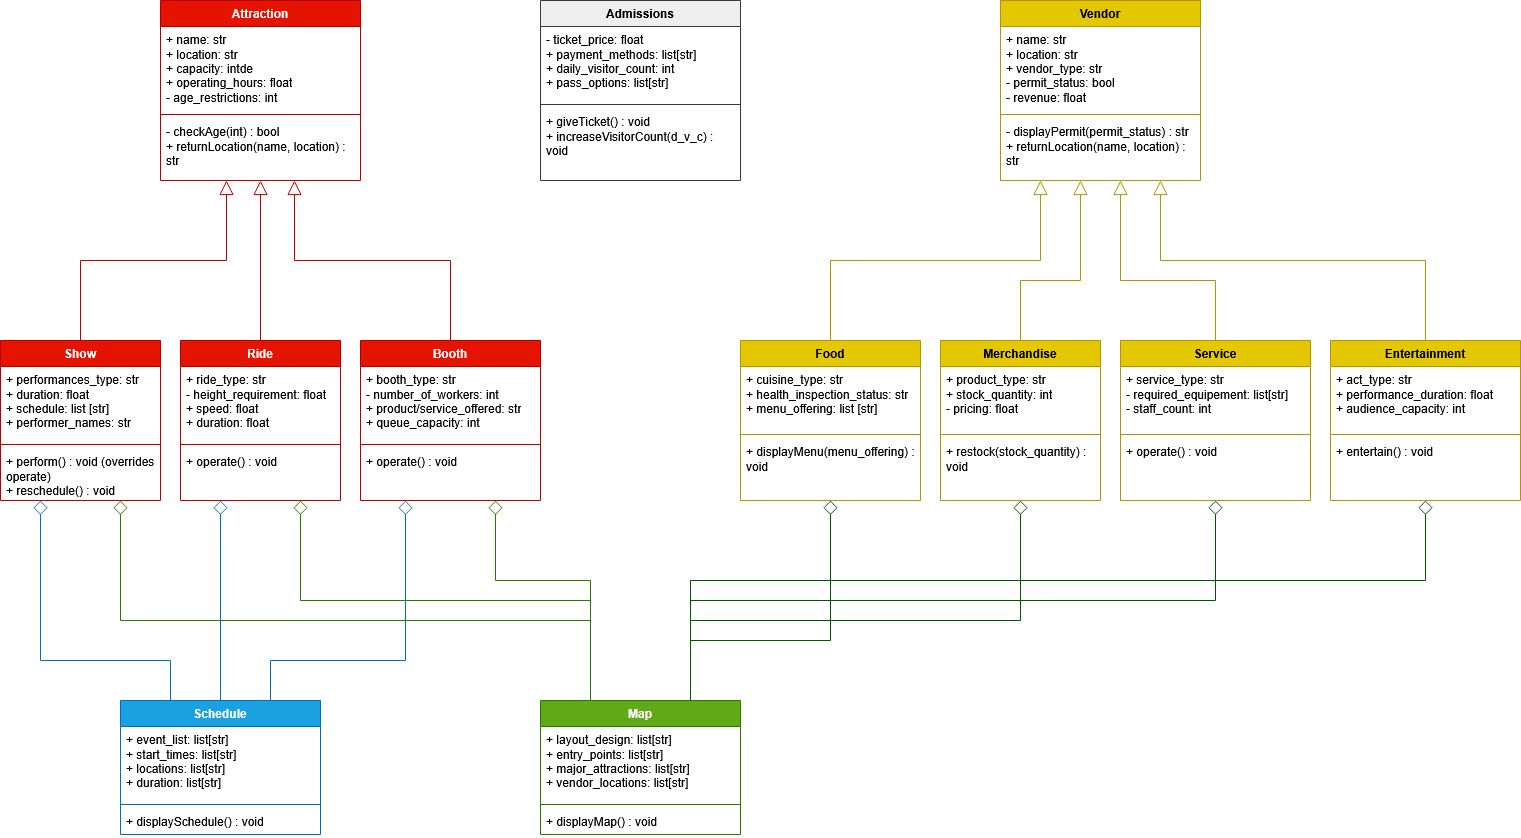 Attraction
+ name: str
+ location: str
+ capacity: intde
+ operating_hours: float
- age_restrictions: int
- checkAge(int) : bool
+ returnLocation(name, location) :
str
Admissions
- ticket_price: float
+ payment_methods: list[str]
+ daily_visitor_count: int
+ pass_options: list[str]
+ giveTicket() : void
+ increaseVisitorCount(d_v_c) :
void
Vendor
+ name: str
+ location: str
+ vendor_type: str
- permit_status: bool
- revenue: float
- displayPermit(permit_status) : str
+ returnLocation(name, location) :
str
Show
+ performances_type: str
+ duration: float
+ schedule: list [str]
+ performer_names: str
+ perform() : void (overrides
operate)
+ reschedule() : void
Ride
+ ride_type: str
- height_requirement: float
+ speed: float
+ duration: float
+ operate() : void
Booth
+ booth_type: str
- number_of_workers: int
+ product/service_offered: str
+ queue_capacity: int
+ operate() : void
Food
+ cuisine_type: str
+ health_inspection_status: str
+ menu_offering: list [str]
+ displayMenu(menu_offering) :
void
Merchandise
+ product_type: str
+ stock_quantity: int
- pricing: float
+ restock(stock_quantity) :
void
Service
+ service_type: str
- required_equipement: list[str]
- staff_count: int
+ operate() : void
Entertainment
+ act_type: str
+ performance_duration: float
+ audience_capacity: int
+ entertain() : void
Schedule
+ event_list: list[str]
+ start_times: list[str]
+ locations: list[str]
+ duration: list[str]
+ displaySchedule() : void
Map
+ layout_design: list[str]
+ entry_points: list[str]
+ major_attractions: list[str]
+ vendor_locations: list[str]
+ displayMap() : void